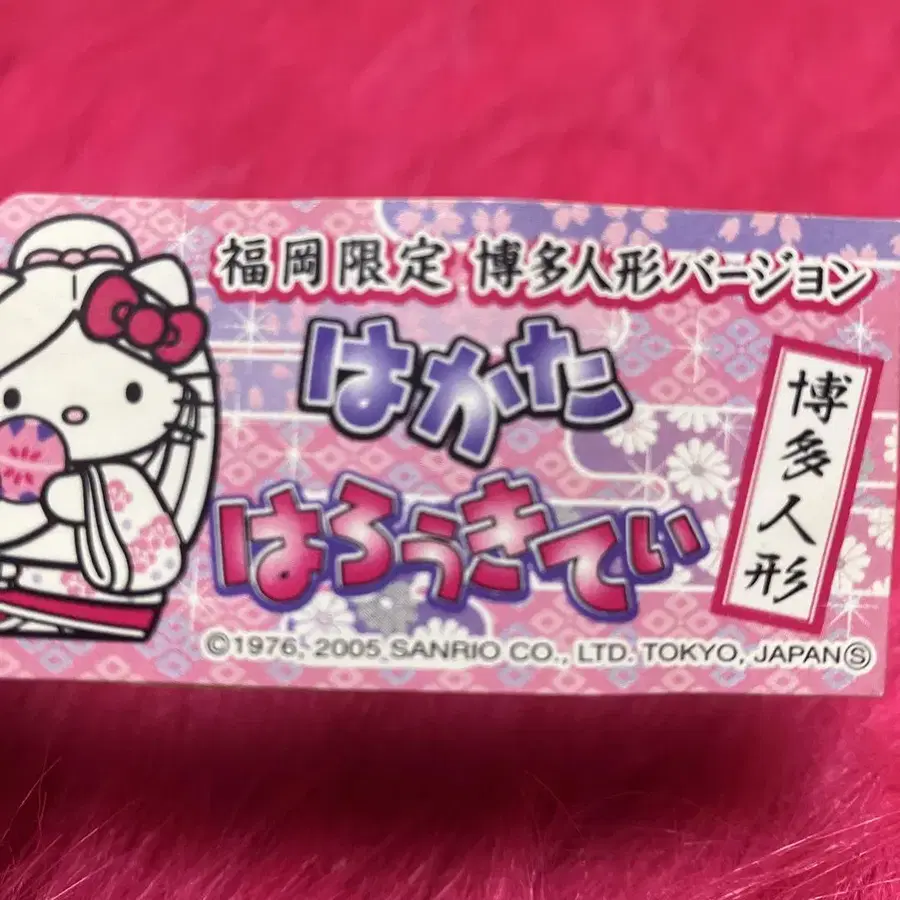 福岡限定 博多人形バージョン
はかた
はろうきてい
博多人形
©1976, 2005 SANRIO CO., LTD. TOKYO, JAPAN Ⓢ